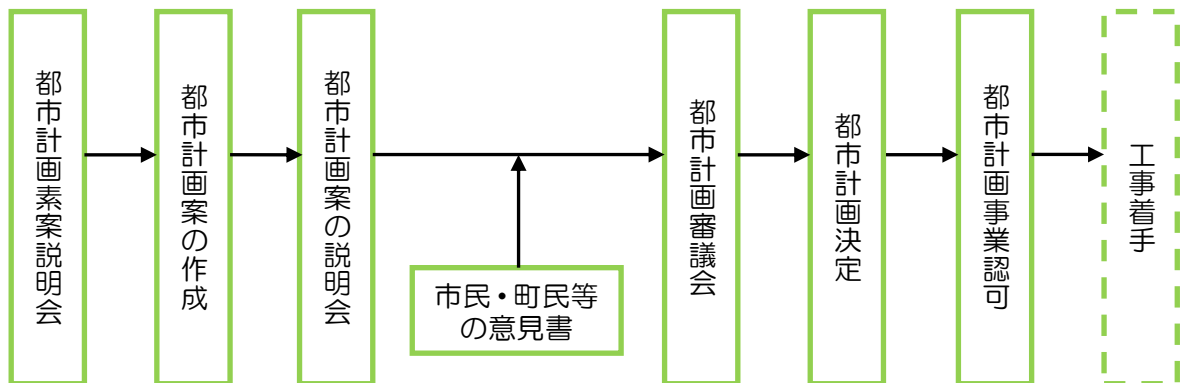 都市計画素案説明会
都市計画案の作成
都市計画案の説明会
市民・町民等
の意見書
都市計画審議会
都市計画決定
都市計画事業認可
工事着手